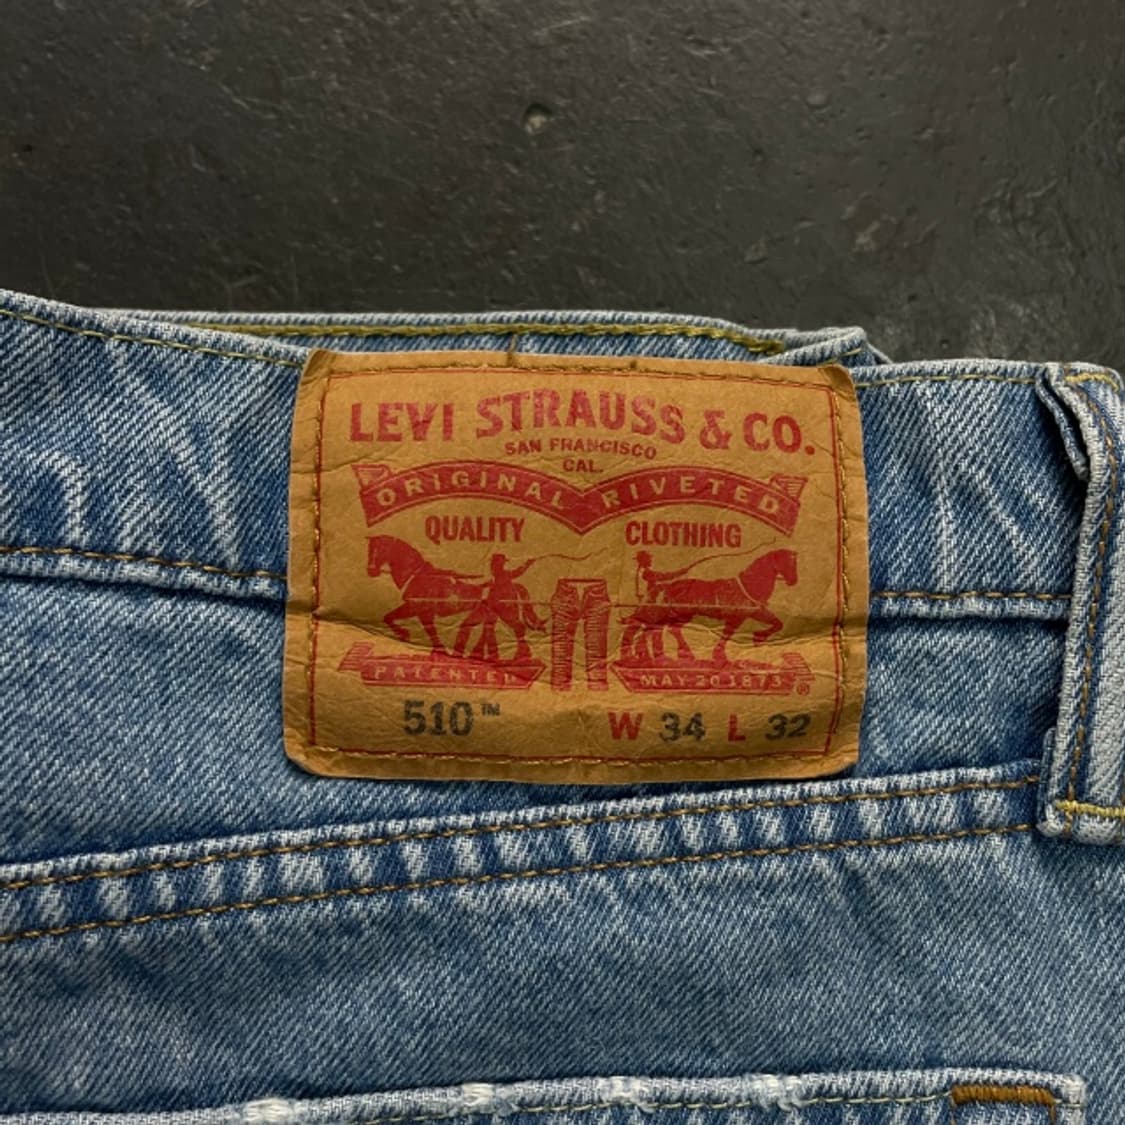 LEVI STRAUSS & CO.
SAN FRANCISCO
CAL.
ORIGINAL RIVETED
QUALITY CLOTHING
PATENTED MAY 20 1873 ®
510™ W 34 L 32